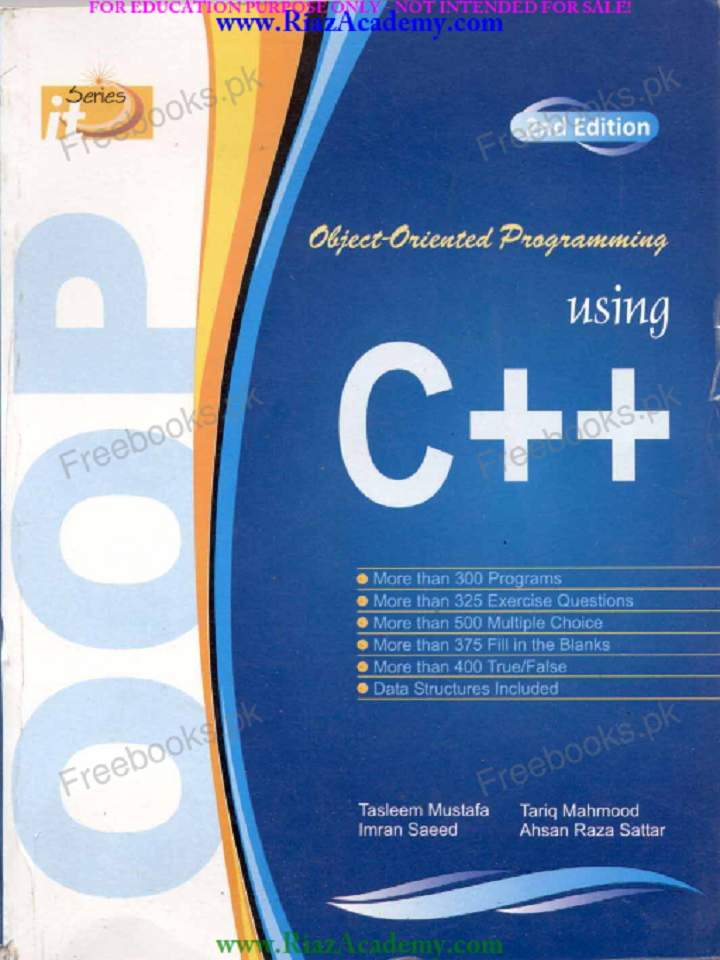 FOR EDUCATION PURPOSE ONLY - NOT INTENDED FOR SALE!
www.RiazAcademy.com
it Series
Freebooks.pk
Freebooks.pk
2nd Edition
OOP
Object-Oriented Programming
using
C++
Freebooks.pk
Freebooks.pk
More than 300 Programs
More than 325 Exercise Questions
More than 500 Multiple Choice
More than 375 Fill in the Blanks
More than 400 True/False
Data Structures Included
Freebooks.pk
Freebooks.pk
Tasleem Mustafa Tariq Mahmood
Imran Saeed Ahsan Raza Sattar
www.RiazAcademy.com